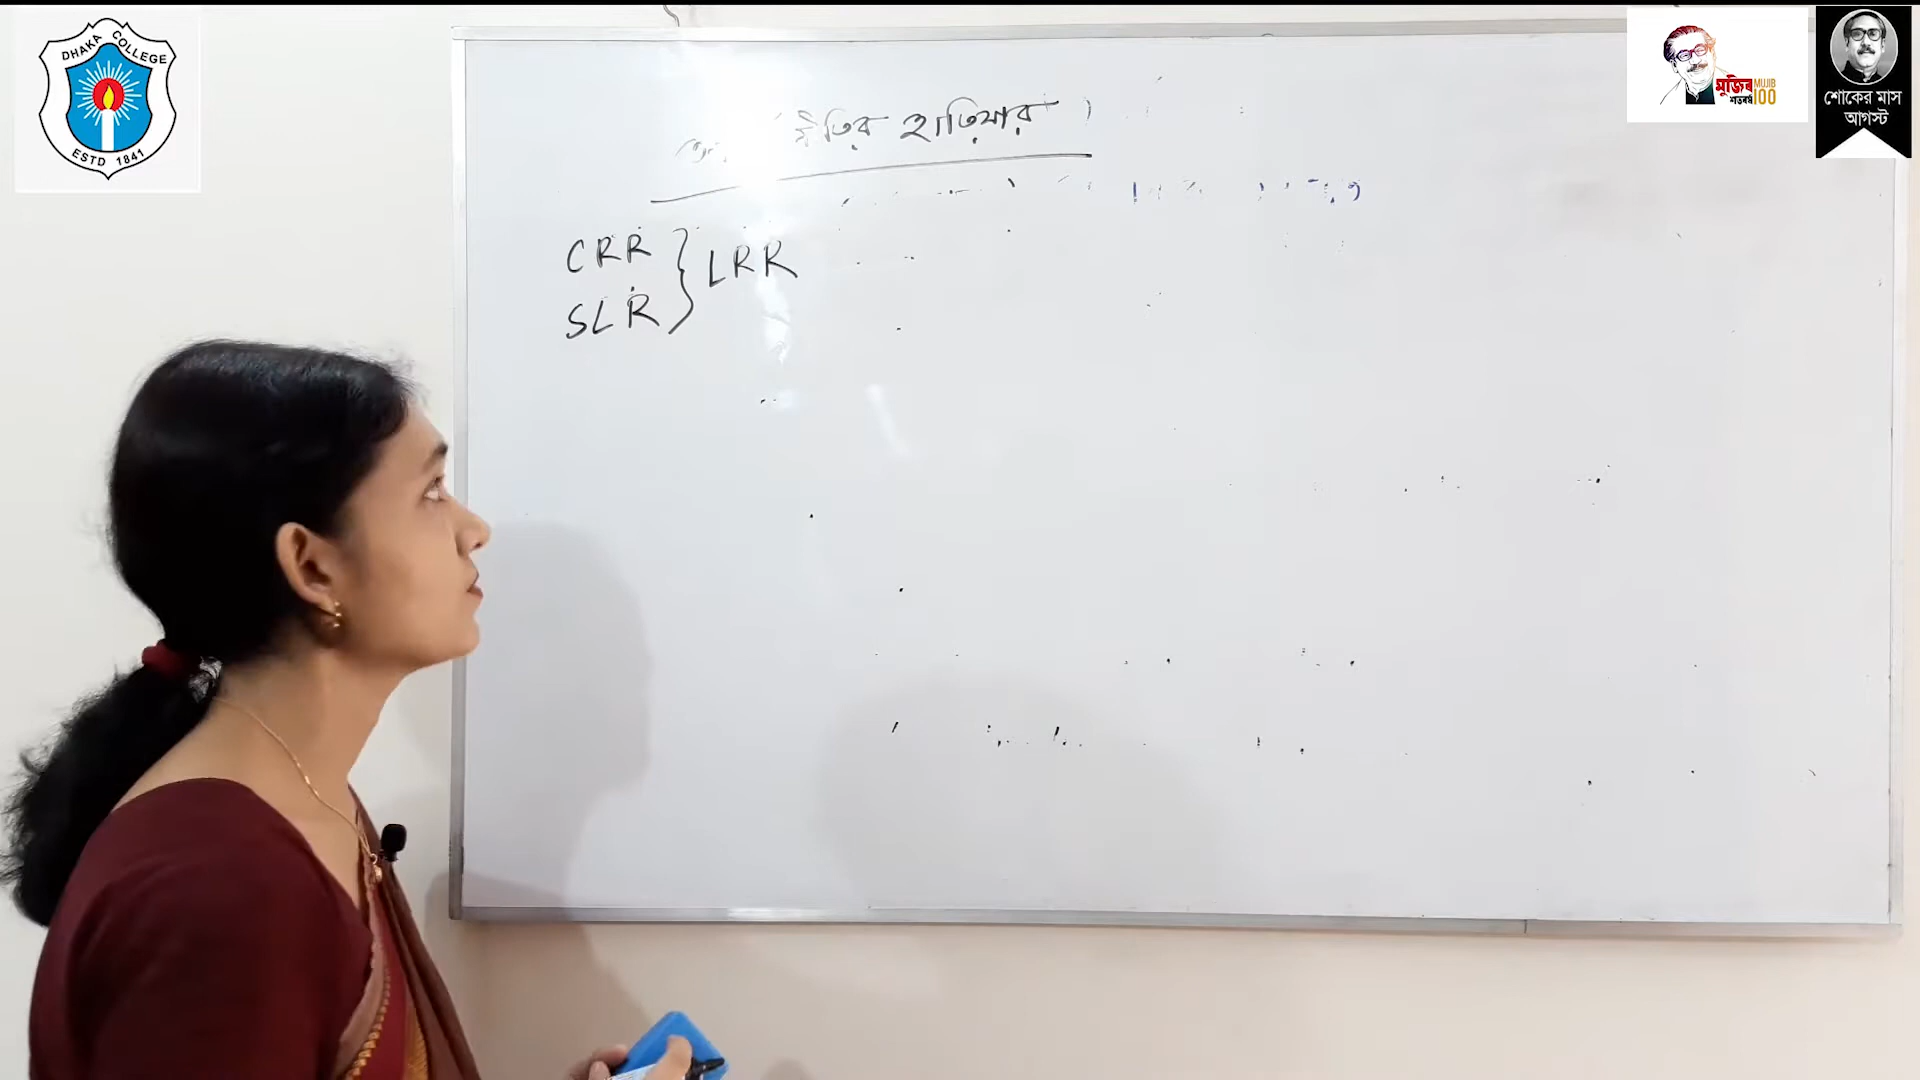 DHAKA COLLEGE
ESTD 1841
মুজিব MUJIB
শতবর্ষ 100
শোকের মাস
আগস্ট
নীতির হাতিয়ার
CRR
SLR } LRR